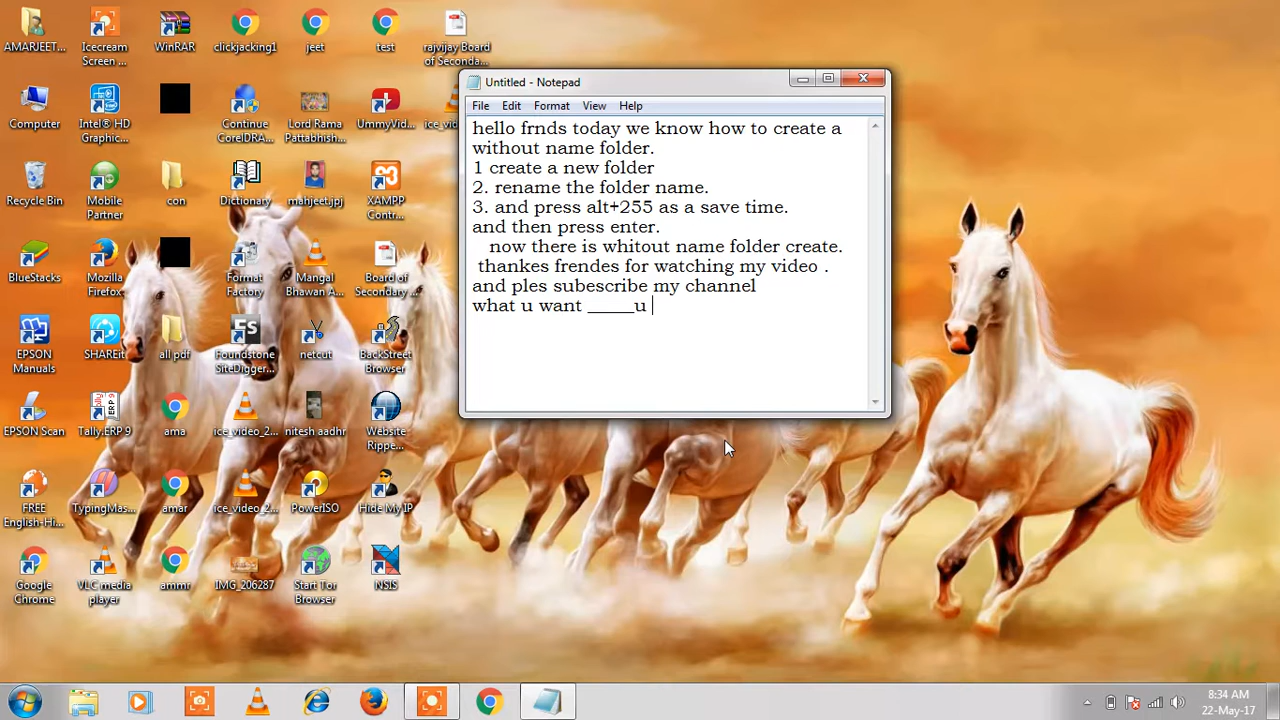 AMARJEET...
Icecream
Screen ...
WinRAR
clickjacking1
jeet
test
rajvijay Board
of Seconda...
Computer
Intel® HD
Graphic...
Continue
CorelDRA...
Lord Rama
Pattabhish...
UmmyVid...
ice_v
Recycle Bin
Mobile
Partner
con
Dictionary
mahjeet.jpj
XAMPP
Contr...
BlueStacks
Mozilla
Firefox
Format
Factory
Mangal
Bhawan A...
Board of
Secondary ...
EPSON
Manuals
SHAREit
all pdf
Foundstone
SiteDigger...
netcut
BackStreet
Browser
EPSON Scan
Tally.ERP 9
ama
ice_video_2...
nitesh aadhr
Website
Rippe...
FREE
English-Hi...
TypingMas...
amar
ice_video_2...
PowerISO
Hide My IP
Google
Chrome
VLC media
player
ammr
IMG_206287
Start Tor
Browser
NSIS
Untitled - Notepad
File Edit Format View Help
hello frnds today we know how to create a
without name folder.
1 create a new folder
2. rename the folder name.
3. and press alt+255 as a save time.
and then press enter.
now there is whitout name folder create.
thankes frendes for watching my video .
and ples subescribe my channel
what u want _____u
8:34 AM
22-May-17